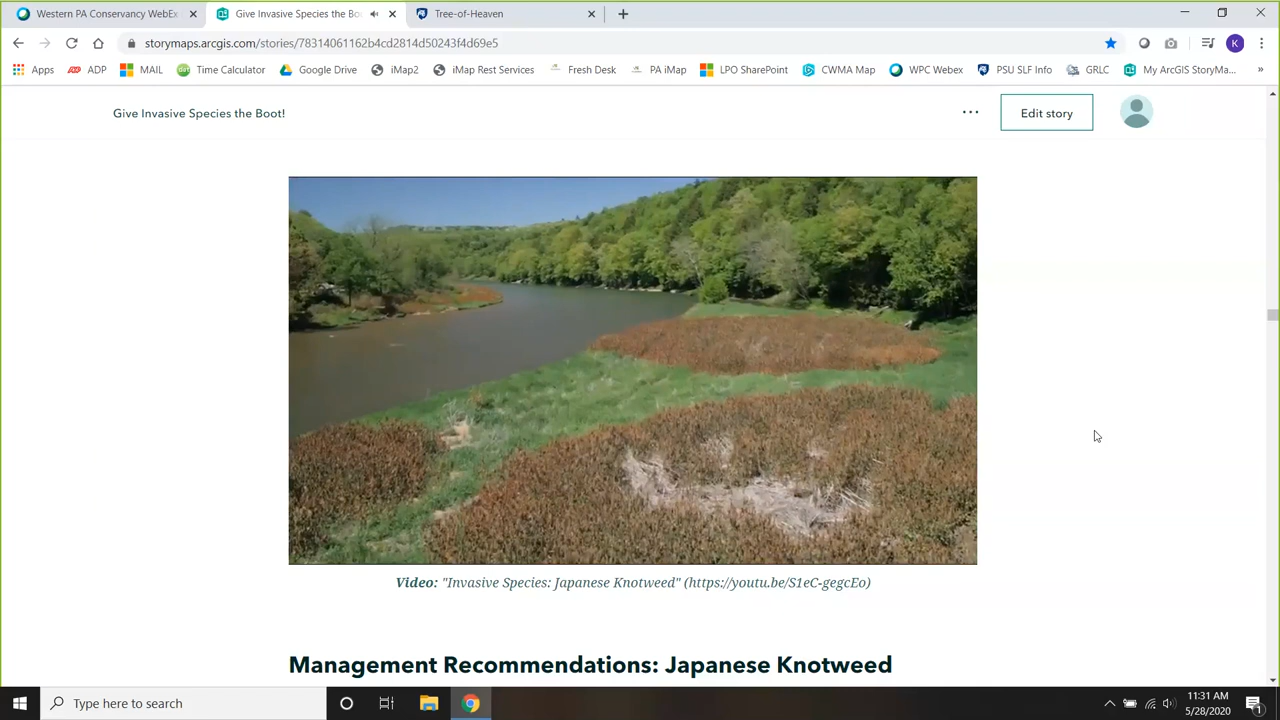 Western PA Conservancy WebEx
Give Invasive Species the Bo
Tree-of-Heaven
storymaps.arcgis.com/stories/78314061162b4cd2814d50243f4d69e5
K
Apps
ADP
MAIL
Time Calculator
Google Drive
iMap2
iMap Rest Services
Fresh Desk
PA iMap
LPO SharePoint
CWMA Map
WPC Webex
PSU SLF Info
GRLC
My ArcGIS StoryMa...
Give Invasive Species the Boot!
Edit story
Video: "Invasive Species: Japanese Knotweed" (https://youtu.be/S1eC-gegcEo)
Management Recommendations: Japanese Knotweed
Type here to search
11:31 AM
5/28/2020
1